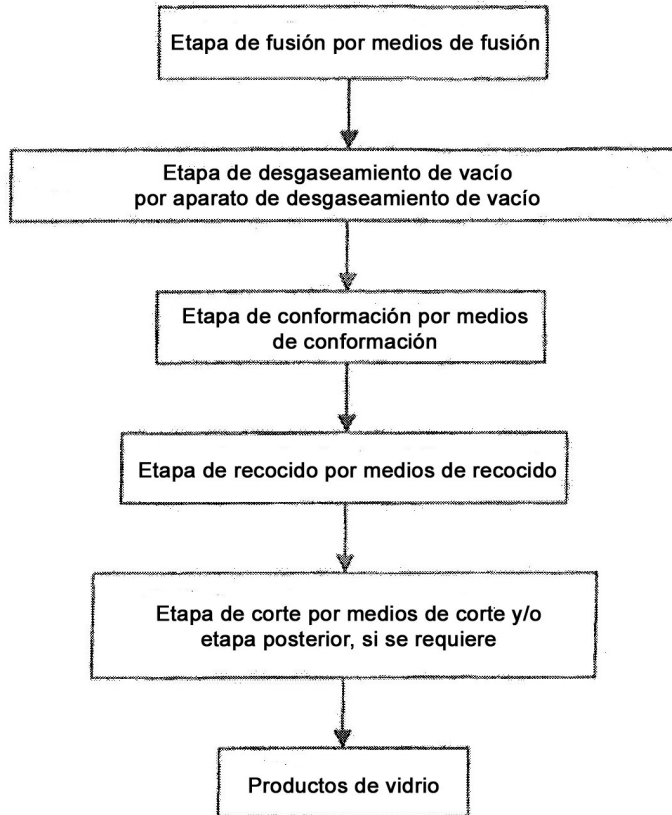 Etapa de fusión por medios de fusión
Etapa de desgaseamiento de vacío
por aparato de desgaseamiento de vacío
Etapa de conformación por medios
de conformación
Etapa de recocido por medios de recocido
Etapa de corte por medios de corte y/o
etapa posterior, si se requiere
Productos de vidrio